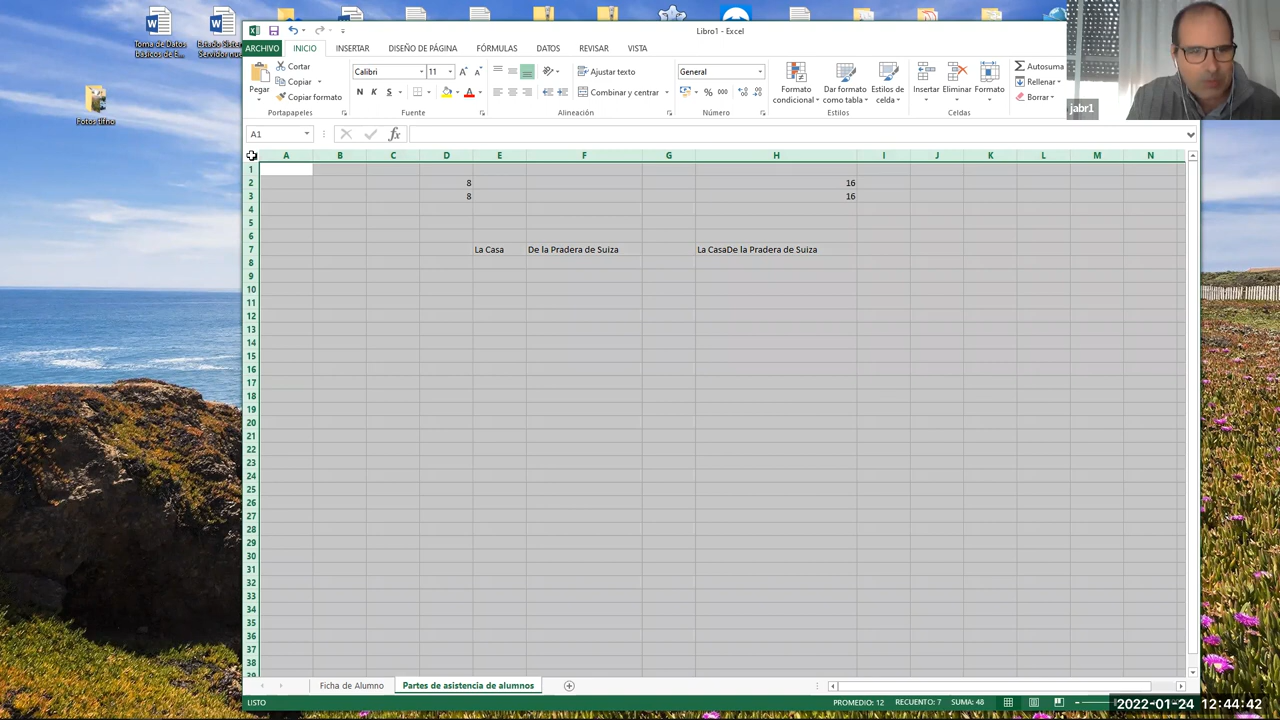 Toma de Datos Básicos de E...
Estado Sistem Servidor nue
Fotos tifno
Libro1 - Excel
ARCHIVO INICIO INSERTAR DISEÑO DE PÁGINA FÓRMULAS DATOS REVISAR VISTA
Pegar
Cortar
Copiar
Copiar formato
Portapapeles
Calibri 11
N K S
Fuente
Ajustar texto
Combinar y centrar
Alineación
General
% 000
Número
Formato condicional
Dar formato como tabla
Estilos de celda
Estilos
Insertar
Eliminar
Formato
Celdas
Autosuma
Rellenar
Borrar
jabr1
A1 fx
A B C D E F G H I J K L M N
1
2 8 16
3 8 16
4
5
6
7 La Casa De la Pradera de Suiza La CasaDe la Pradera de Suiza
8
9
10
11
12
13
14
15
16
17
18
19
20
21
22
23
24
25
26
27
28
29
30
31
32
33
34
35
36
37
38
39
Ficha de Alumno Partes de asistencia de alumnos
LISTO PROMEDIO: 12 RECUENTO: 7 SUMA: 48
2022-01-24 12:44:42